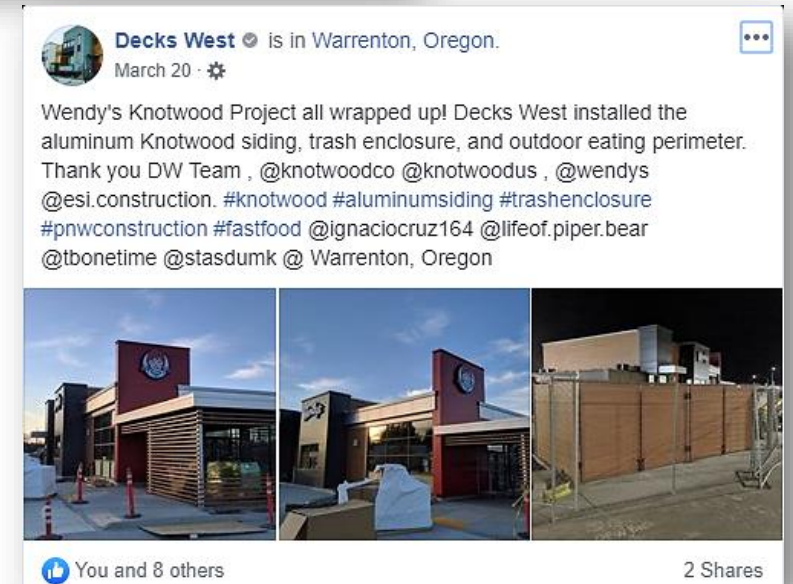 Decks West is in Warrenton, Oregon.
March 20 ·
Wendy's Knotwood Project all wrapped up! Decks West installed the
aluminum Knotwood siding, trash enclosure, and outdoor eating perimeter.
Thank you DW Team , @knotwoodco @knotwoodus , @wendys
@esi.construction. #knotwood #aluminumsiding #trashenclosure
#pnwconstruction #fastfood @ignaciocruz164 @lifeof.piper.bear
@tbonetime @stasdumk @ Warrenton, Oregon
You and 8 others
2 Shares